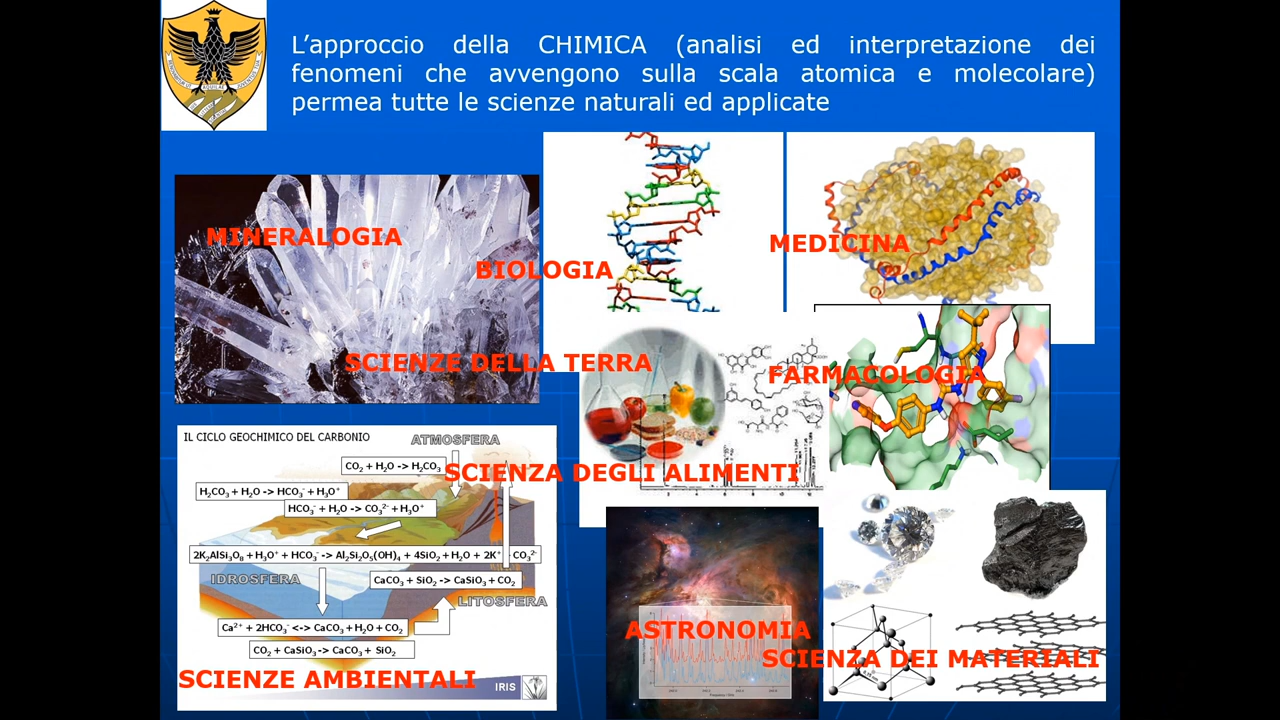 L'approccio della CHIMICA (analisi ed interpretazione dei
fenomeni che avvengono sulla scala atomica e molecolare)
permea tutte le scienze naturali ed applicate
MINERALOGIA
BIOLOGIA
MEDICINA
SCIENZE DELLA TERRA
FARMACOLOGIA
SCIENZA DEGLI ALIMENTI
IL CICLO GEOCHIMICO DEL CARBONIO
ATMOSFERA
CO₂ + H₂O -> H₂CO₃
H₂CO₃ + H₂O -> HCO₃⁻ + H₃O⁺
HCO₃⁻ + H₂O -> CO₃²⁻ + H₃O⁺
2K₂AlSi₃O₈ + H₃O⁺ + HCO₃⁻ -> Al₂Si₂O₅(OH)₄ + 4SiO₂ + H₂O + 2K⁺ CO₃²⁻
IDROSFERA
CaCO₃ + SiO₂ -> CaSiO₃ + CO₂
LITOSFERA
Ca²⁺ + 2HCO₃⁻ <-> CaCO₃ + H₂O + CO₂
CO₂ + CaSiO₃ -> CaCO₃ + SiO₂
SCIENZE AMBIENTALI
IRIS
ASTRONOMIA
SCIENZA DEI MATERIALI